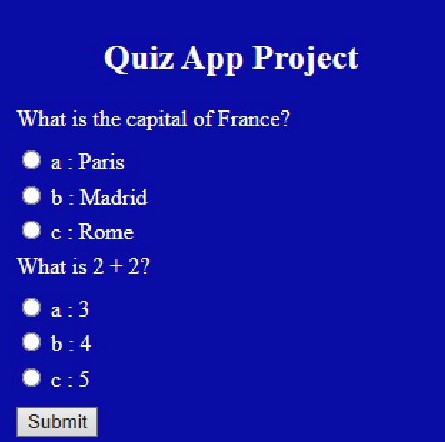 Quiz App Project
What is the capital of France?
a : Paris
b : Madrid
c : Rome
What is 2 + 2?
a : 3
b : 4
c : 5
Submit